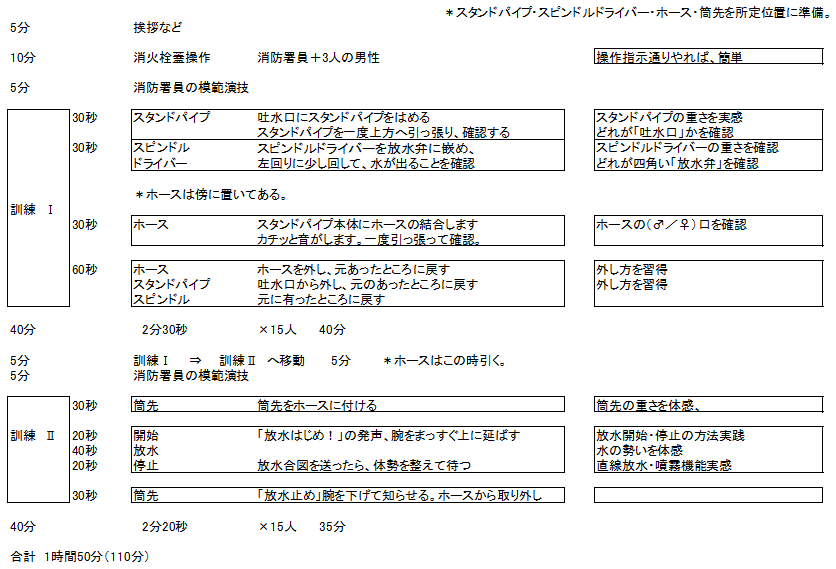 ＊スタンドパイプ・スピンドルドライバー・ホース・筒先を所定位置に準備。
5分 挨拶など
10分 消火栓蓋操作 消防署員＋3人の男性 操作指示通りやれば、簡単
5分 消防署員の模範演技
30秒 スタンドパイプ 吐水口にスタンドパイプをはめる スタンドパイプの重さを実感
スタンドパイプを一度上方へ引っ張り、確認する どれが「吐水口」かを確認
30秒 スピンドル スピンドルドライバーを放水弁に嵌め、 スピンドルドライバーの重さを確認
ドライバー 左回りに少し回して、水が出ることを確認 どれが四角い「放水弁」を確認
＊ホースは傍に置いてある。
訓練 Ⅰ
30秒 ホース スタンドパイプ本体にホースの結合します ホースの（♂／♀）口を確認
カチッと音がします。一度引っ張って確認。
60秒 ホース ホースを外し、元あったところに戻す 外し方を習得
スタンドパイプ 吐水口から外し、元のあったところに戻す 外し方を習得
スピンドル 元に有ったところに戻す
40分 2分30秒 ×15人 40分
5分 訓練Ⅰ ⇒ 訓練Ⅱ へ移動 5分 ＊ホースはこの時引く。
5分 消防署員の模範演技
30秒 筒先 筒先をホースに付ける 筒先の重さを体感、
訓練 Ⅱ 20秒 開始 「放水はじめ！」の発声、腕をまっすぐ上に延ばす 放水開始・停止の方法実践
40秒 放水 水の勢いを体感
20秒 停止 放水合図を送ったら、体勢を整えて待つ 直線放水・噴霧機能実感
30秒 筒先 「放水止め」腕を下げて知らせる。ホースから取り外し
40分 2分20秒 ×15人 35分
合計 1時間50分（110分）